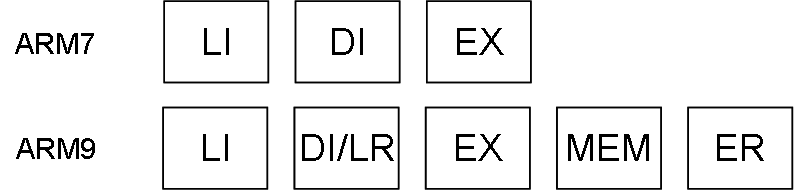 ARM7 LI DI EX
ARM9 LI DI/LR EX MEM ER